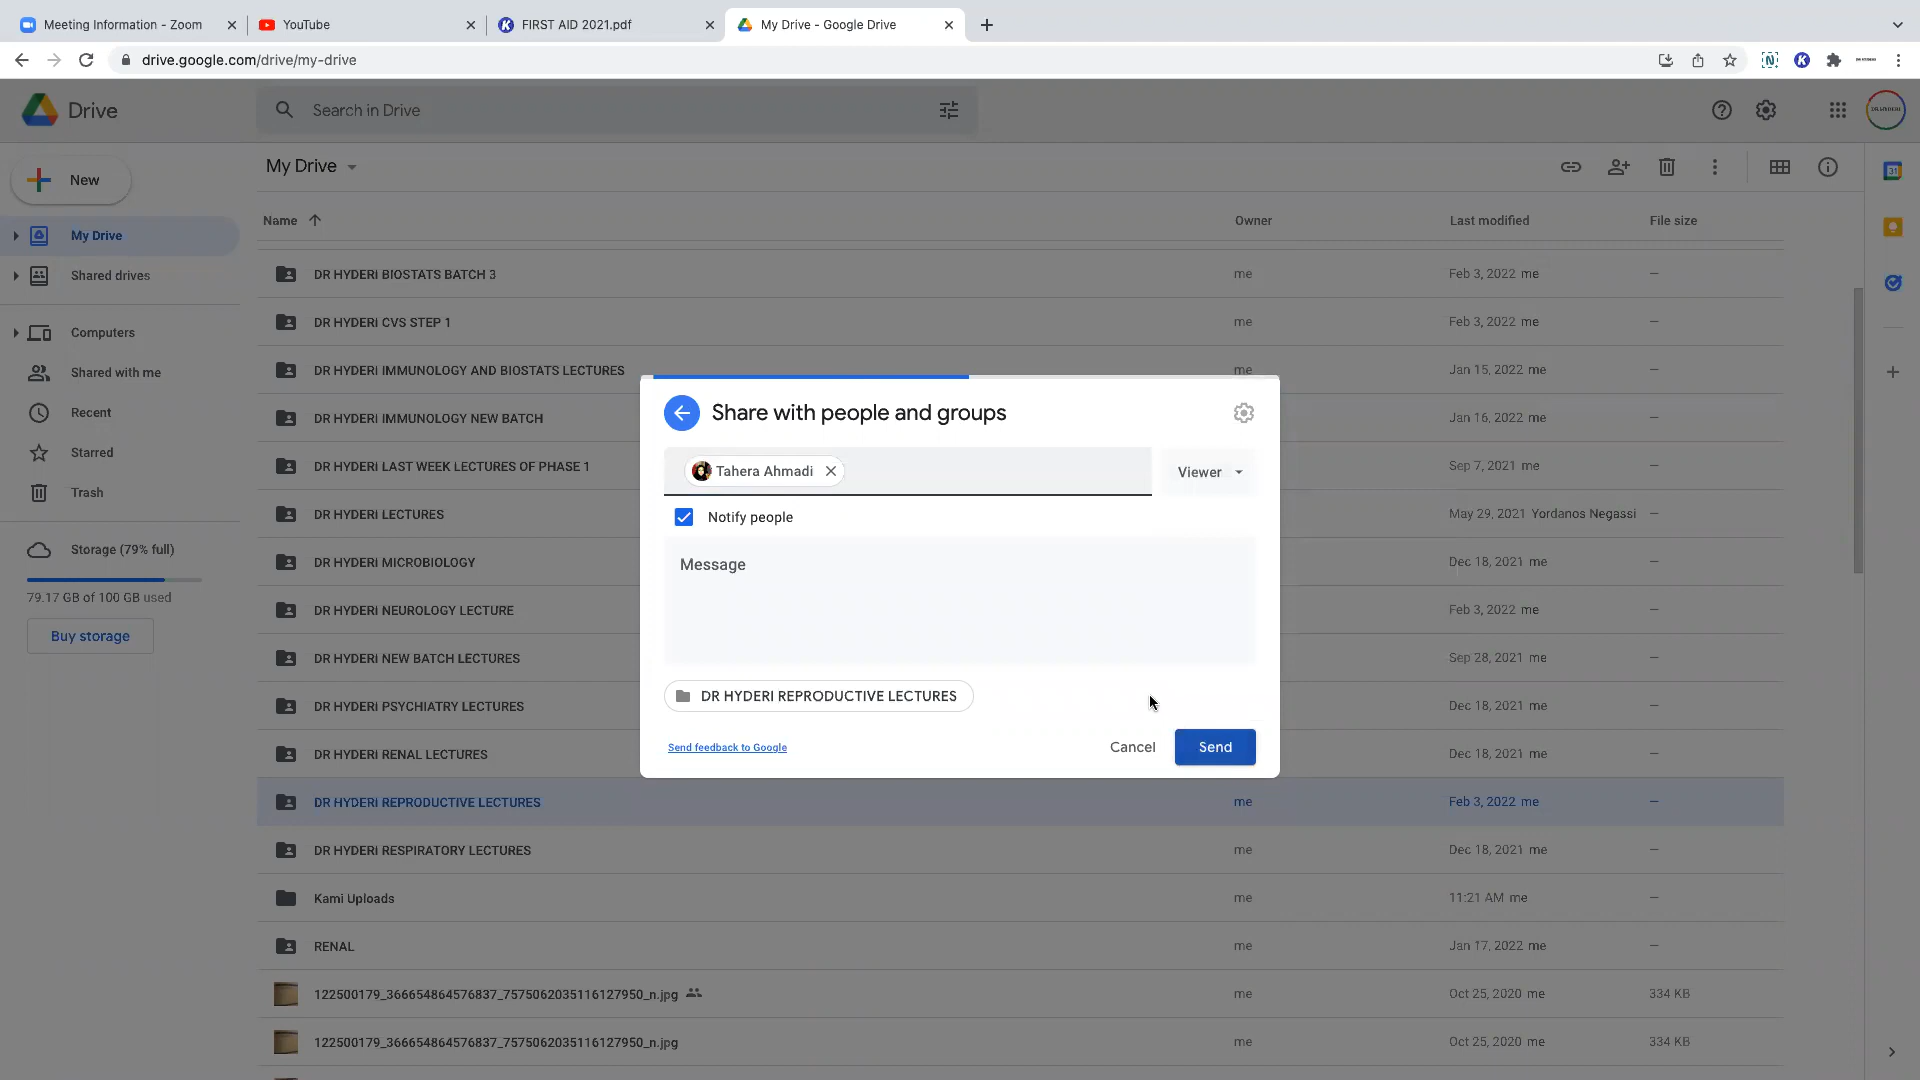 Meeting Information - Zoom
YouTube
FIRST AID 2021.pdf
My Drive - Google Drive
drive.google.com/drive/my-drive
Drive
Search in Drive
New
My Drive
Name
Owner
Last modified
File size
My Drive
Shared drives
Computers
Shared with me
Recent
Starred
Trash
Storage (79% full)
79.17 GB of 100 GB used
Buy storage
DR HYDERI BIOSTATS BATCH 3 me Feb 3, 2022 me –
DR HYDERI CVS STEP 1 me Feb 3, 2022 me –
DR HYDERI IMMUNOLOGY AND BIOSTATS LECTURES me Jan 15, 2022 me –
DR HYDERI IMMUNOLOGY NEW BATCH Jan 16, 2022 me –
DR HYDERI LAST WEEK LECTURES OF PHASE 1 Sep 7, 2021 me –
DR HYDERI LECTURES May 29, 2021 Yordanos Negassi –
DR HYDERI MICROBIOLOGY Dec 18, 2021 me –
DR HYDERI NEUROLOGY LECTURE Feb 3, 2022 me –
DR HYDERI NEW BATCH LECTURES Sep 28, 2021 me –
DR HYDERI PSYCHIATRY LECTURES Dec 18, 2021 me –
DR HYDERI RENAL LECTURES Dec 18, 2021 me –
DR HYDERI REPRODUCTIVE LECTURES me Feb 3, 2022 me –
DR HYDERI RESPIRATORY LECTURES me Dec 18, 2021 me –
Kami Uploads me 11:21 AM me –
RENAL me Jan 17, 2022 me –
122500179_366654864576837_7575062035116127950_n.jpg me Oct 25, 2020 me 334 KB
122500179_366654864576837_7575062035116127950_n.jpg me Oct 25, 2020 me 334 KB
Share with people and groups
Tahera Ahmadi
Viewer
Notify people
Message
DR HYDERI REPRODUCTIVE LECTURES
Send feedback to Google
Cancel
Send
31